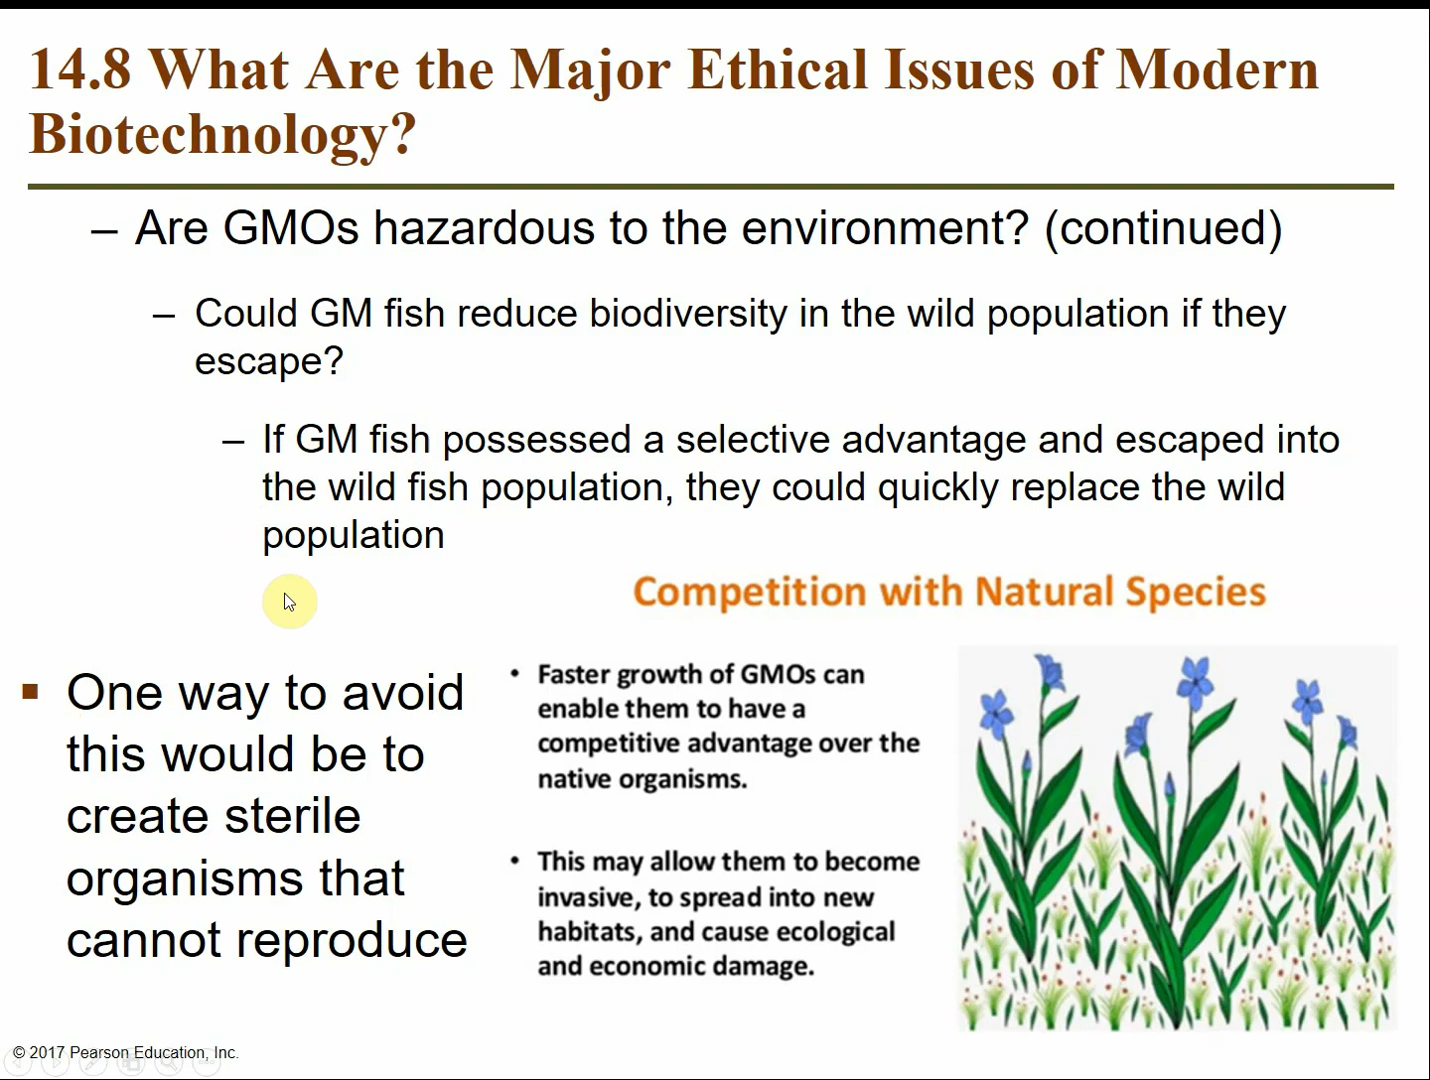 14.8 What Are the Major Ethical Issues of Modern
Biotechnology?
– Are GMOs hazardous to the environment? (continued)
– Could GM fish reduce biodiversity in the wild population if they
escape?
– If GM fish possessed a selective advantage and escaped into
the wild fish population, they could quickly replace the wild
population
▪ One way to avoid
this would be to
create sterile
organisms that
cannot reproduce
Competition with Natural Species
• Faster growth of GMOs can
enable them to have a
competitive advantage over the
native organisms.
• This may allow them to become
invasive, to spread into new
habitats, and cause ecological
and economic damage.
© 2017 Pearson Education, Inc.